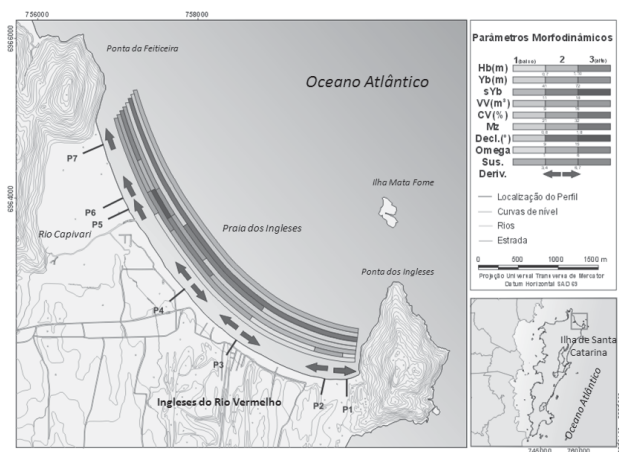 756000
758000
6966000
6964000
Ponta da Feiticeira
Oceano Atlântico
P7
P6
P5
Rio Capivari
Praia dos Ingleses
Ilha Mata Fome
Ponta dos Ingleses
P4
P3
P2
P1
Ingleses do Rio Vermelho
Parâmetros Morfodinâmicos
1(baixo) 2 3(alto)
Hb(m)
Yb(m)
sYb
VV(m³)
CV(%)
Mz
Decl.(°)
Omega
Sus.
Deriv.
Localização do Perfil
Curvas de nível
Rios
Estrada
0 500 1000 1500 m
Projeção Universal Transversa de Mercator
Datum Horizontal SAD 69
Ilha de Santa
Catarina
Oceano Atlântico